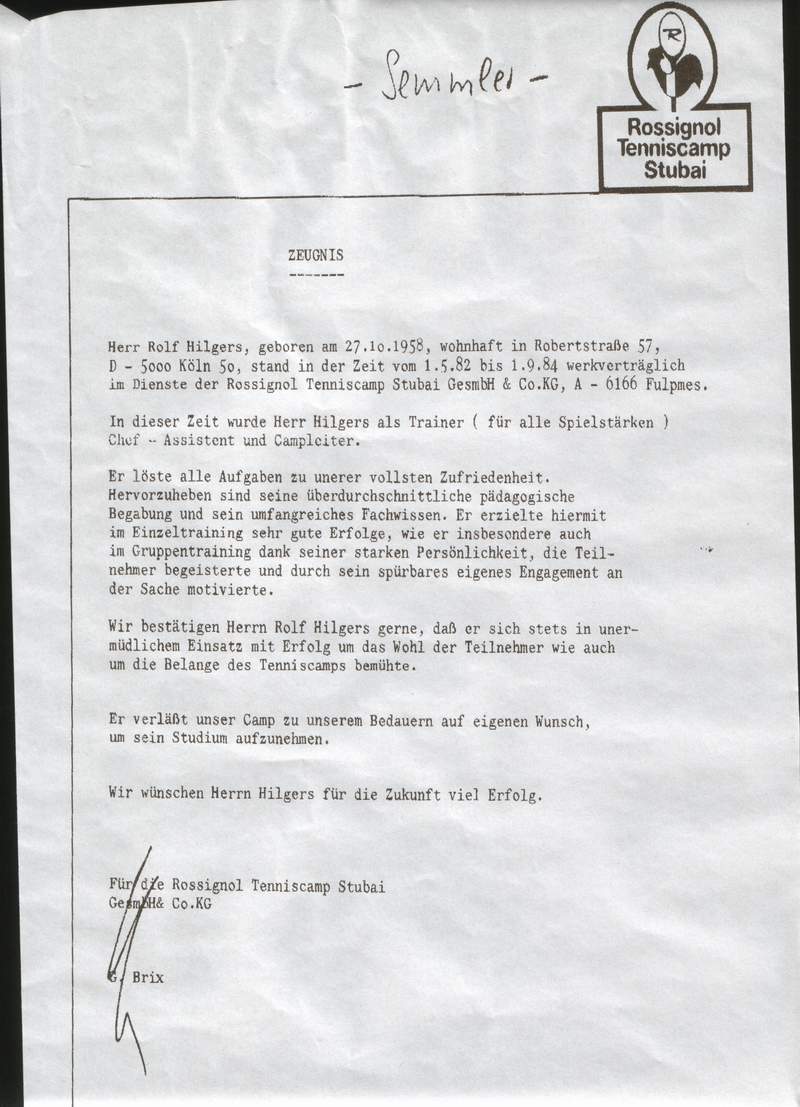 - Semmler -
R
Rossignol
Tenniscamp
Stubai
ZEUGNIS
-------
Herr Rolf Hilgers, geboren am 27.1o.1958, wohnhaft in Robertstraße 57,
D - 5ooo Köln 5o, stand in der Zeit vom 1.5.82 bis 1.9.84 werkverträglich
im Dienste der Rossignol Tenniscamp Stubai GesmbH & Co.KG, A - 6166 Fulpmes.
In dieser Zeit wurde Herr Hilgers als Trainer ( für alle Spielstärken )
Chef - Assistent und Campleiter.
Er löste alle Aufgaben zu unerer vollsten Zufriedenheit.
Hervorzuheben sind seine überdurchschnittliche pädagogische
Begabung und sein umfangreiches Fachwissen. Er erzielte hiermit
im Einzeltraining sehr gute Erfolge, wie er insbesondere auch
im Gruppentraining dank seiner starken Persönlichkeit, die Teil-
nehmer begeisterte und durch sein spürbares eigenes Engagement an
der Sache motivierte.
Wir bestätigen Herrn Rolf Hilgers gerne, daß er sich stets in uner-
müdlichem Einsatz mit Erfolg um das Wohl der Teilnehmer wie auch
um die Belange des Tenniscamps bemühte.
Er verläßt unser Camp zu unserem Bedauern auf eigenen Wunsch,
um sein Studium aufzunehmen.
Wir wünschen Herrn Hilgers für die Zukunft viel Erfolg.
Für die Rossignol Tenniscamp Stubai
GesmbH& Co.KG
G. Brix